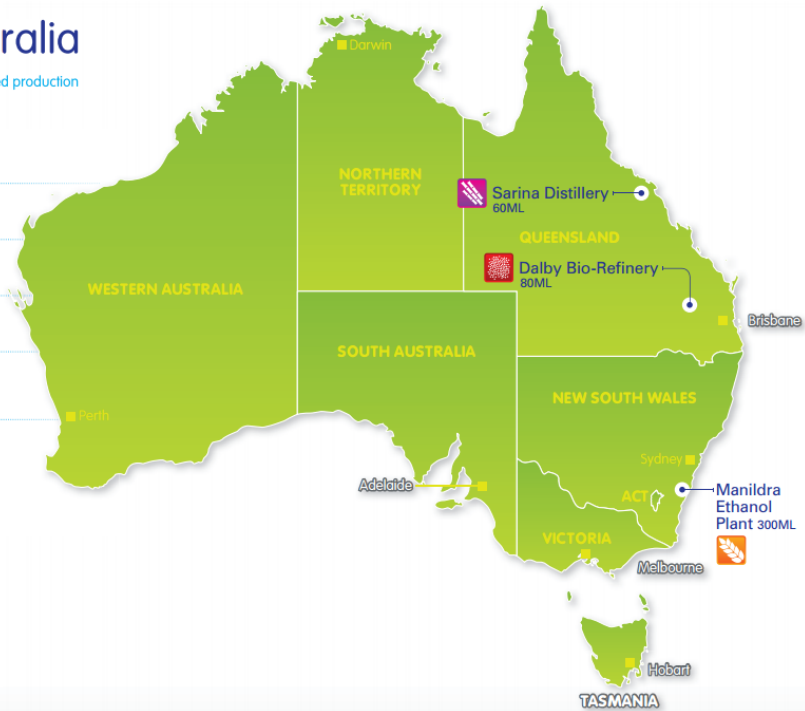 ralia
d production
Darwin
NORTHERN
TERRITORY
Sarina Distillery
60ML
QUEENSLAND
Dalby Bio-Refinery
80ML
WESTERN AUSTRALIA
Brisbane
SOUTH AUSTRALIA
NEW SOUTH WALES
Perth
Sydney
Adelaide
ACT
Manildra
Ethanol
Plant 300ML
VICTORIA
Melbourne
Hobart
TASMANIA